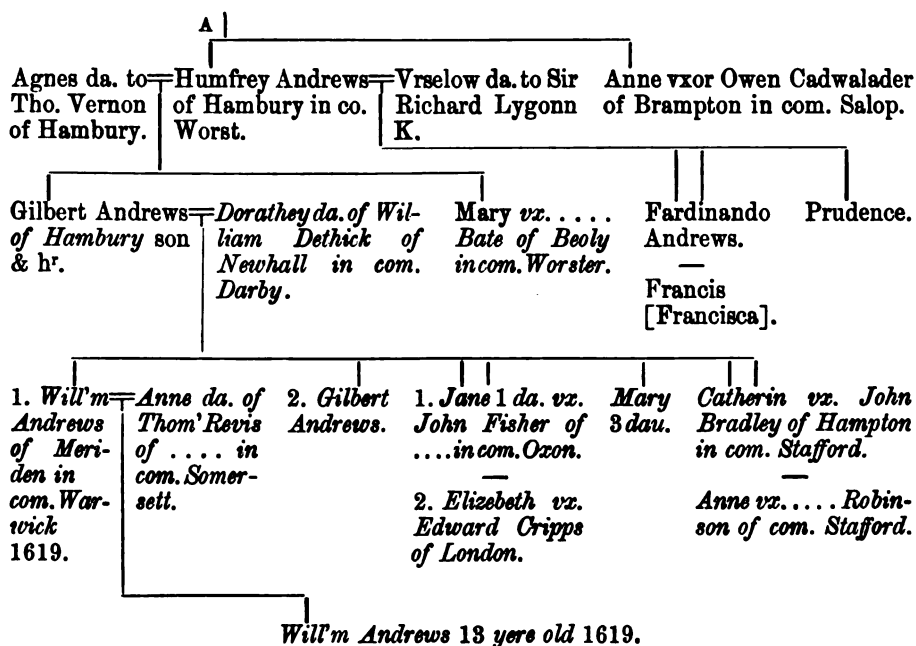 A
Agnes da. to
Tho. Vernon
of Hambury.
Humfrey Andrews
of Hambury in co.
Worst.
Vrselow da. to Sir
Richard Lygonn
K.
Anne vxor Owen Cadwalader
of Brampton in com. Salop.
Gilbert Andrews
of Hambury son
& hr.
Dorathey da. of Wil-
liam Dethick of
Newhall in com.
Darby.
Mary vx. . . . . .
Bate of Beoly
in com. Worster.
Fardinando
Andrews.
—
Francis
[Francisca].
Prudence.
1. Will'm
Andrews
of Meri-
den in
com. War-
wick
1619.
Anne da. of
Thom' Revis
of . . . . in
com. Somer-
sett.
2. Gilbert
Andrews.
1. Jane 1 da. vx.
John Fisher of
. . . . in com. Oxon.
—
2. Elizebeth vx.
Edward Cripps
of London.
Mary
3 dau.
Catherin vx. John
Bradley of Hampton
in com. Stafford.
—
Anne vx. . . . . Robin-
son of com. Stafford.
Will'm Andrews 13 yere old 1619.